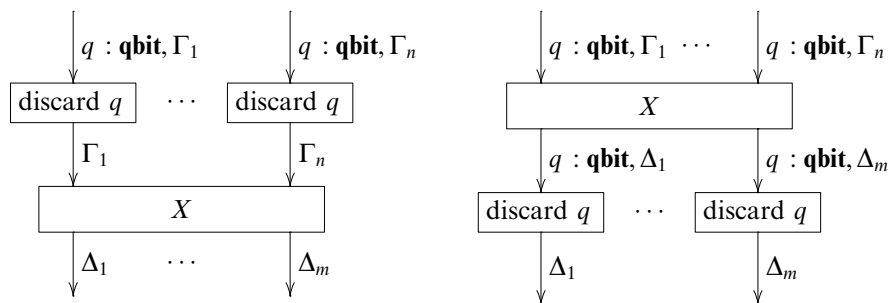 q : qbit, Γ₁
q : qbit, Γₙ
discard q
⋯
discard q
Γ₁
Γₙ
X
Δ₁
⋯
Δₘ
q : qbit, Γ₁
⋯
q : qbit, Γₙ
X
q : qbit, Δ₁
q : qbit, Δₘ
discard q
⋯
discard q
Δ₁
Δₘ